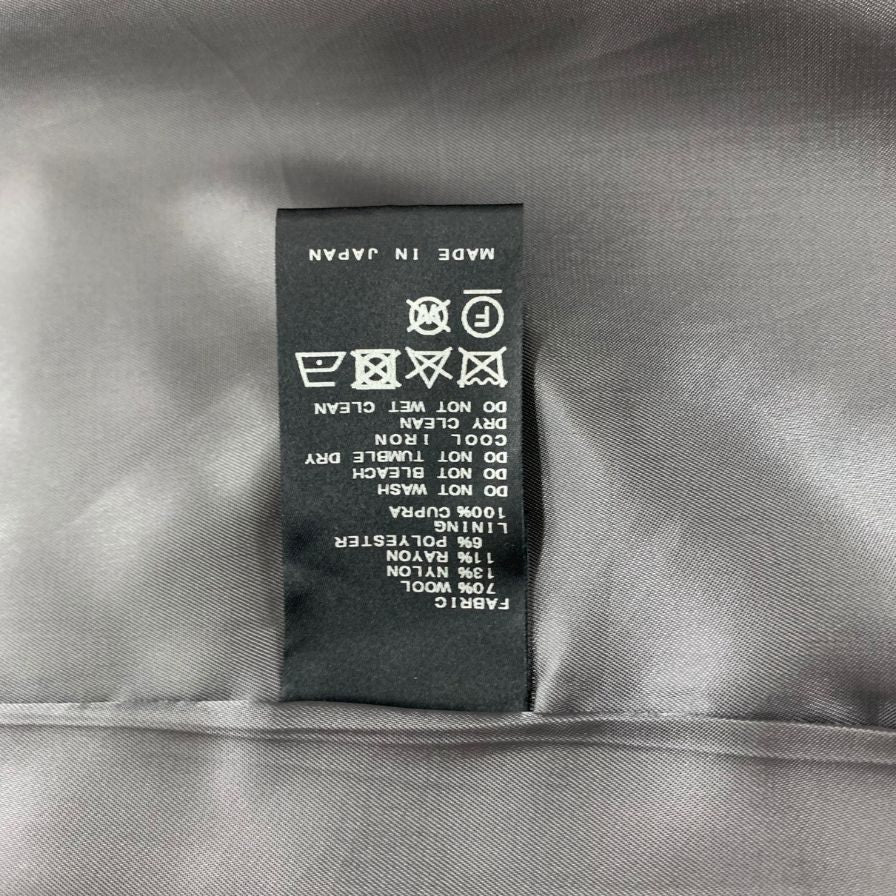 FABRIC
70% WOOL
13% NYLON
11% RAYON
6% POLYESTER
LINING
100% CUPRA
DO NOT WASH
DO NOT BLEACH
DO NOT TUMBLE DRY
COOL IRON
DRY CLEAN
DO NOT WET CLEAN
F W
MADE IN JAPAN